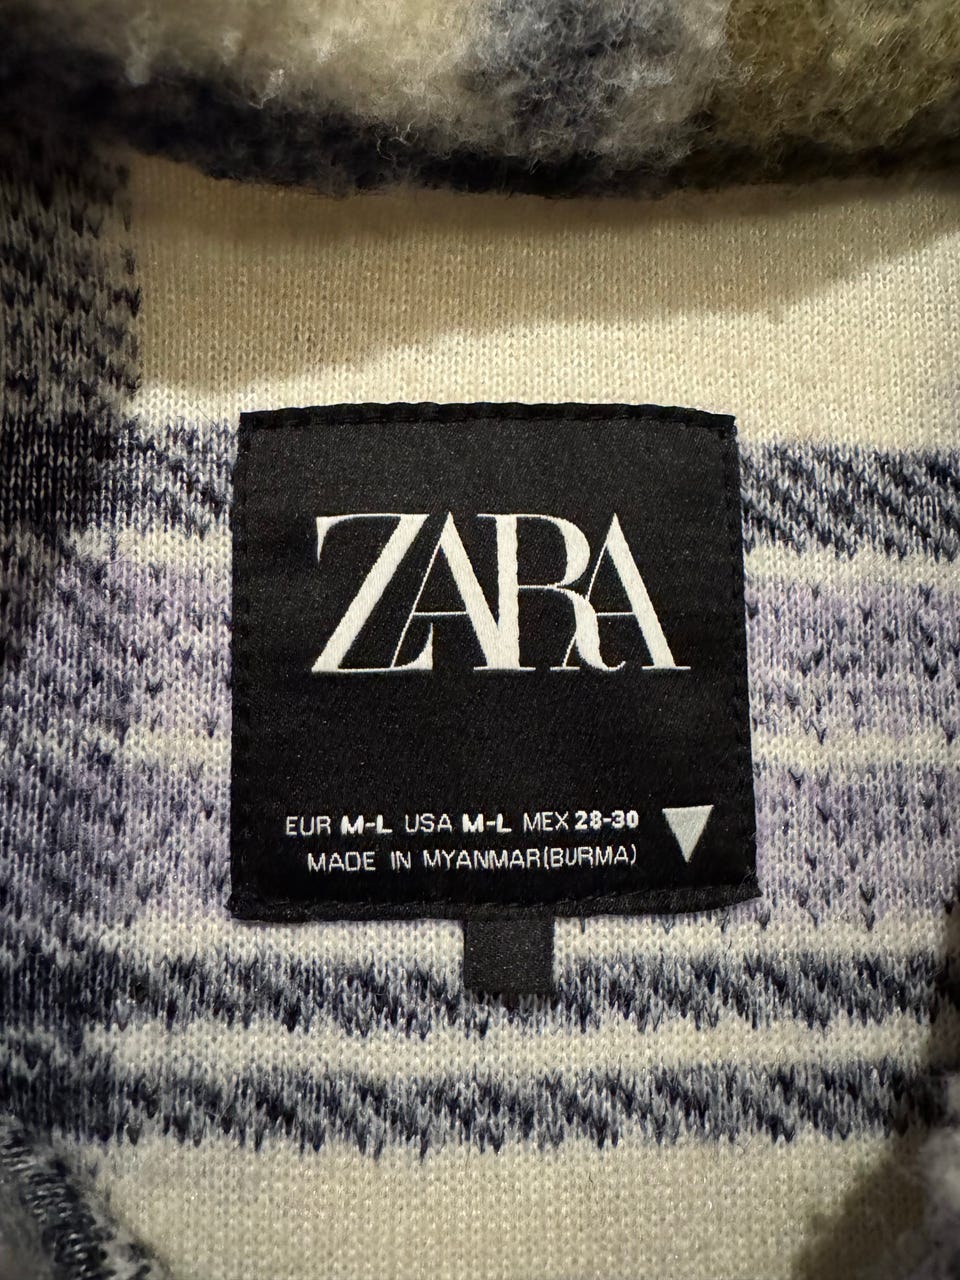 ZARA
EUR M-L USA M-L MEX 28-30
MADE IN MYANMAR(BURMA)